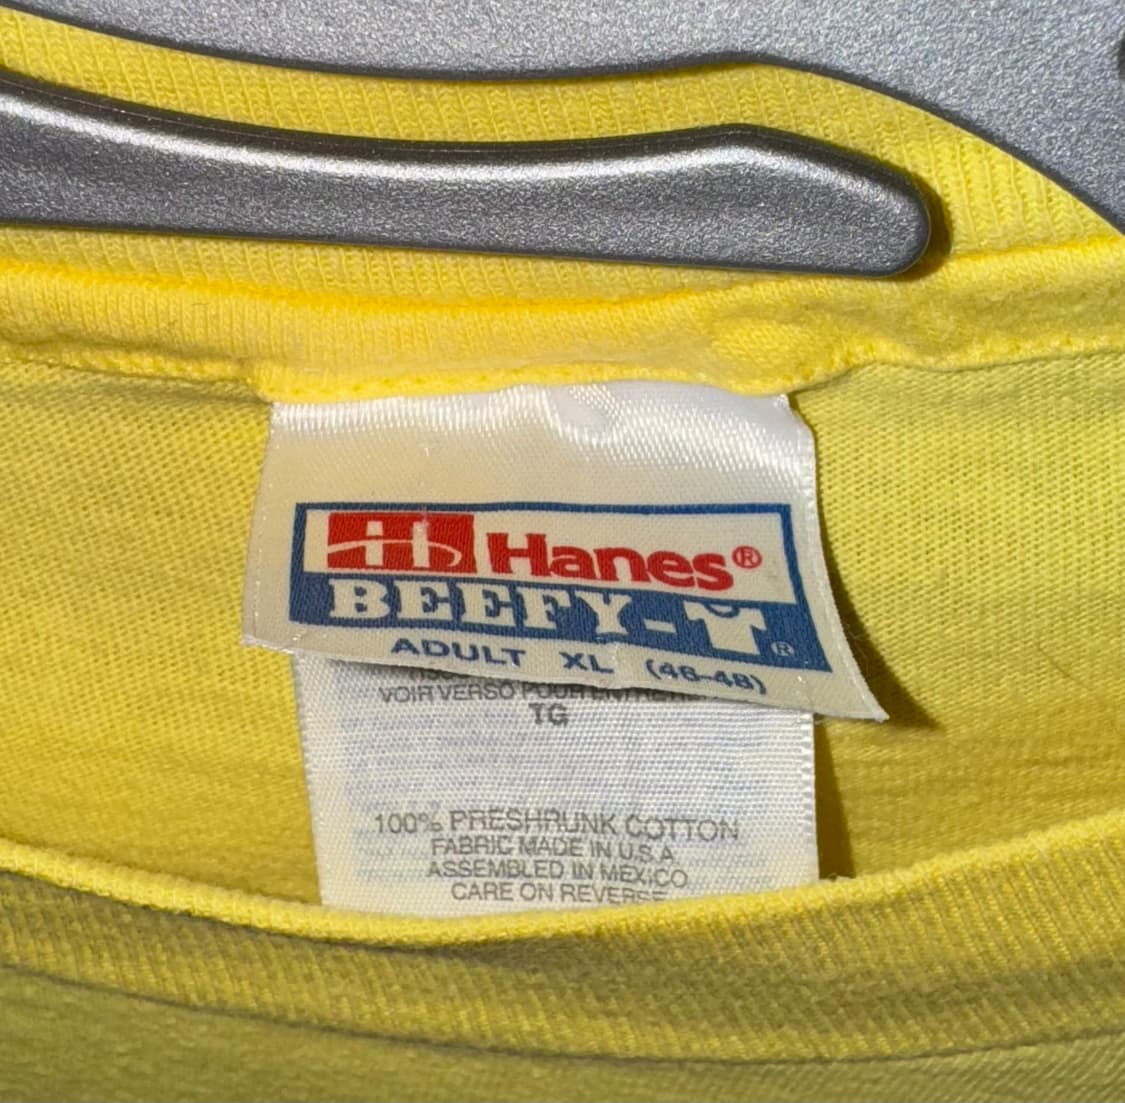 H Hanes®
BEEFY-T®
ADULT XL (46-48)
VOIR VERSO POUR
TG
100% PRESHRUNK COTTON
FABRIC MADE IN U.S.A
ASSEMBLED IN MEXICO
CARE ON REVERSE